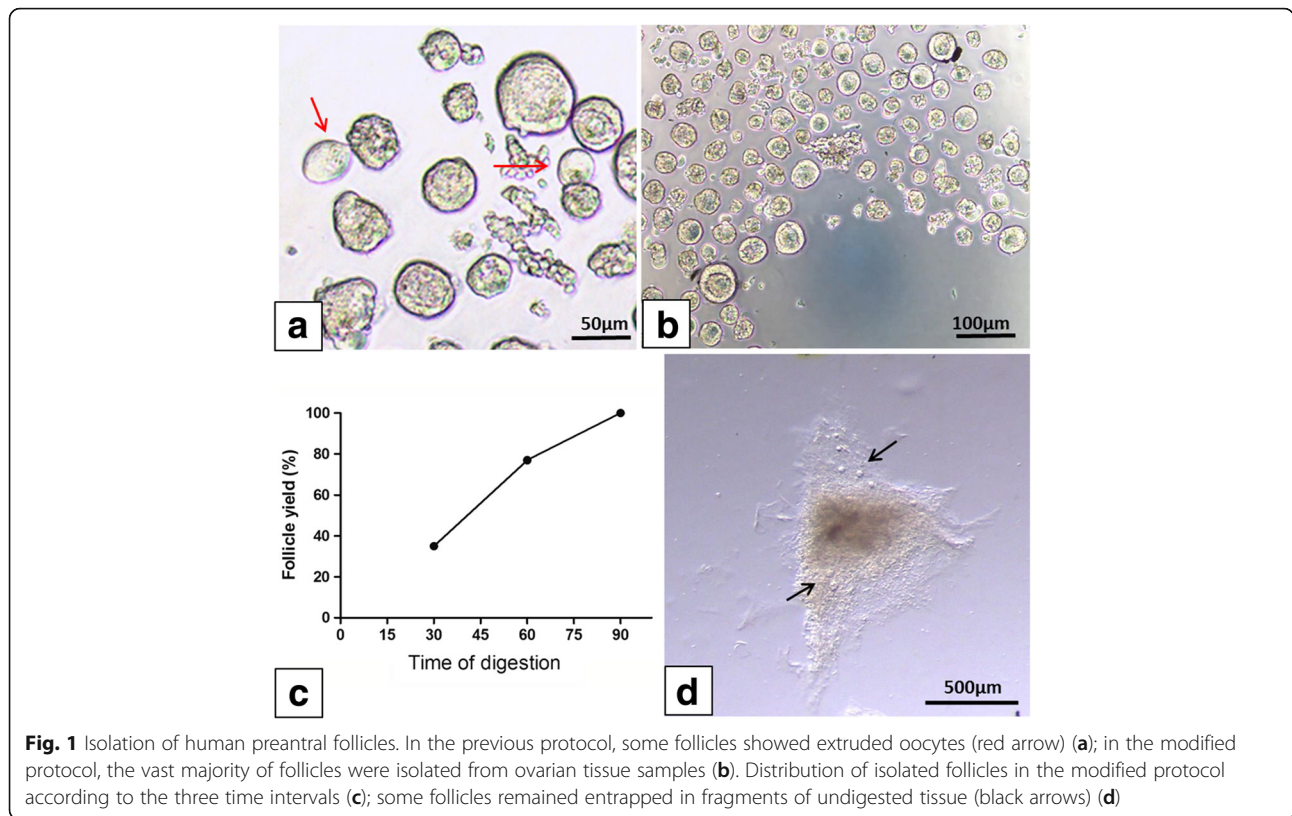 a
50µm
b
100µm
100
80
60
40
20
0
Follicle yield (%)
0 15 30 45 60 75 90
Time of digestion
c
d
500µm
Fig. 1 Isolation of human preantral follicles. In the previous protocol, some follicles showed extruded oocytes (red arrow) (a); in the modified
protocol, the vast majority of follicles were isolated from ovarian tissue samples (b). Distribution of isolated follicles in the modified protocol
according to the three time intervals (c); some follicles remained entrapped in fragments of undigested tissue (black arrows) (d)